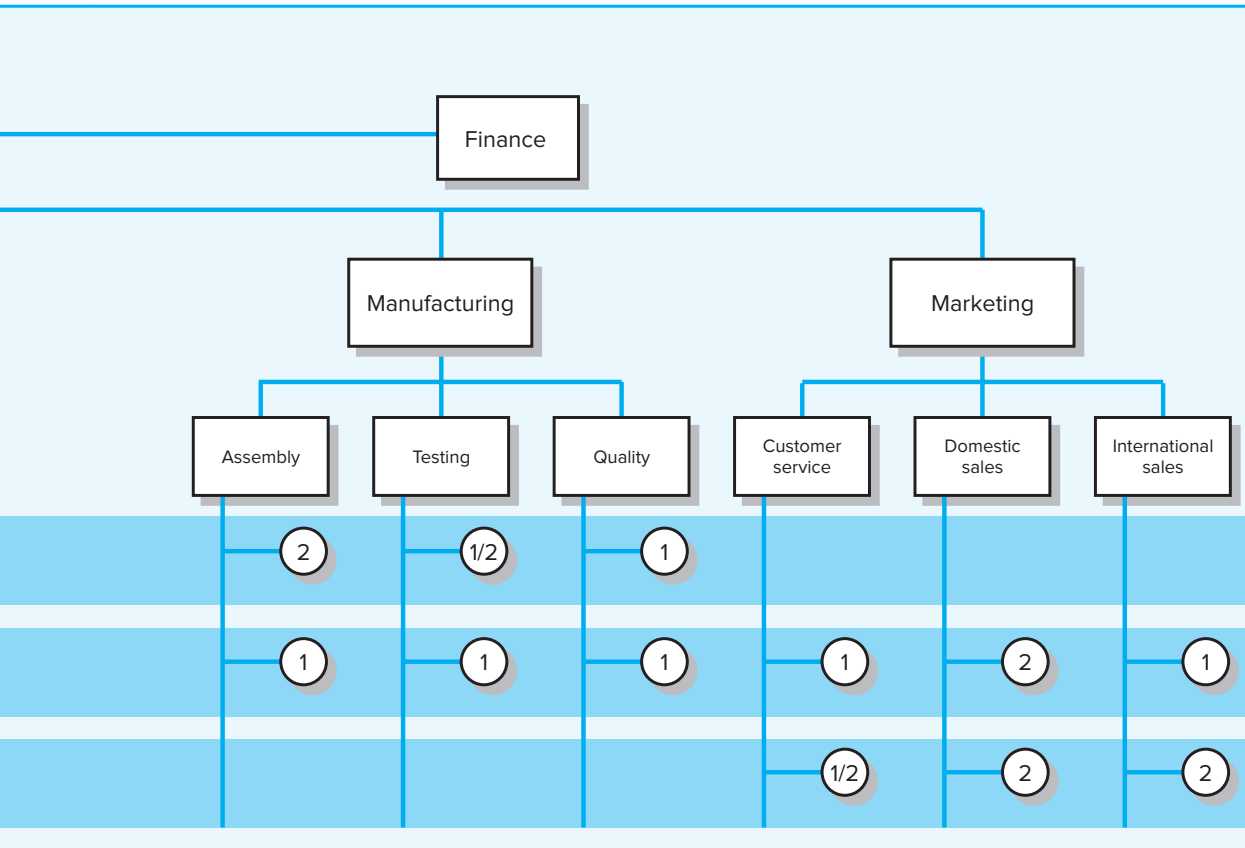 Finance
Manufacturing
Marketing
Assembly
Testing
Quality
Customer
service
Domestic
sales
International
sales
2
1/2
1
1
1
1
1
2
1
1/2
2
2